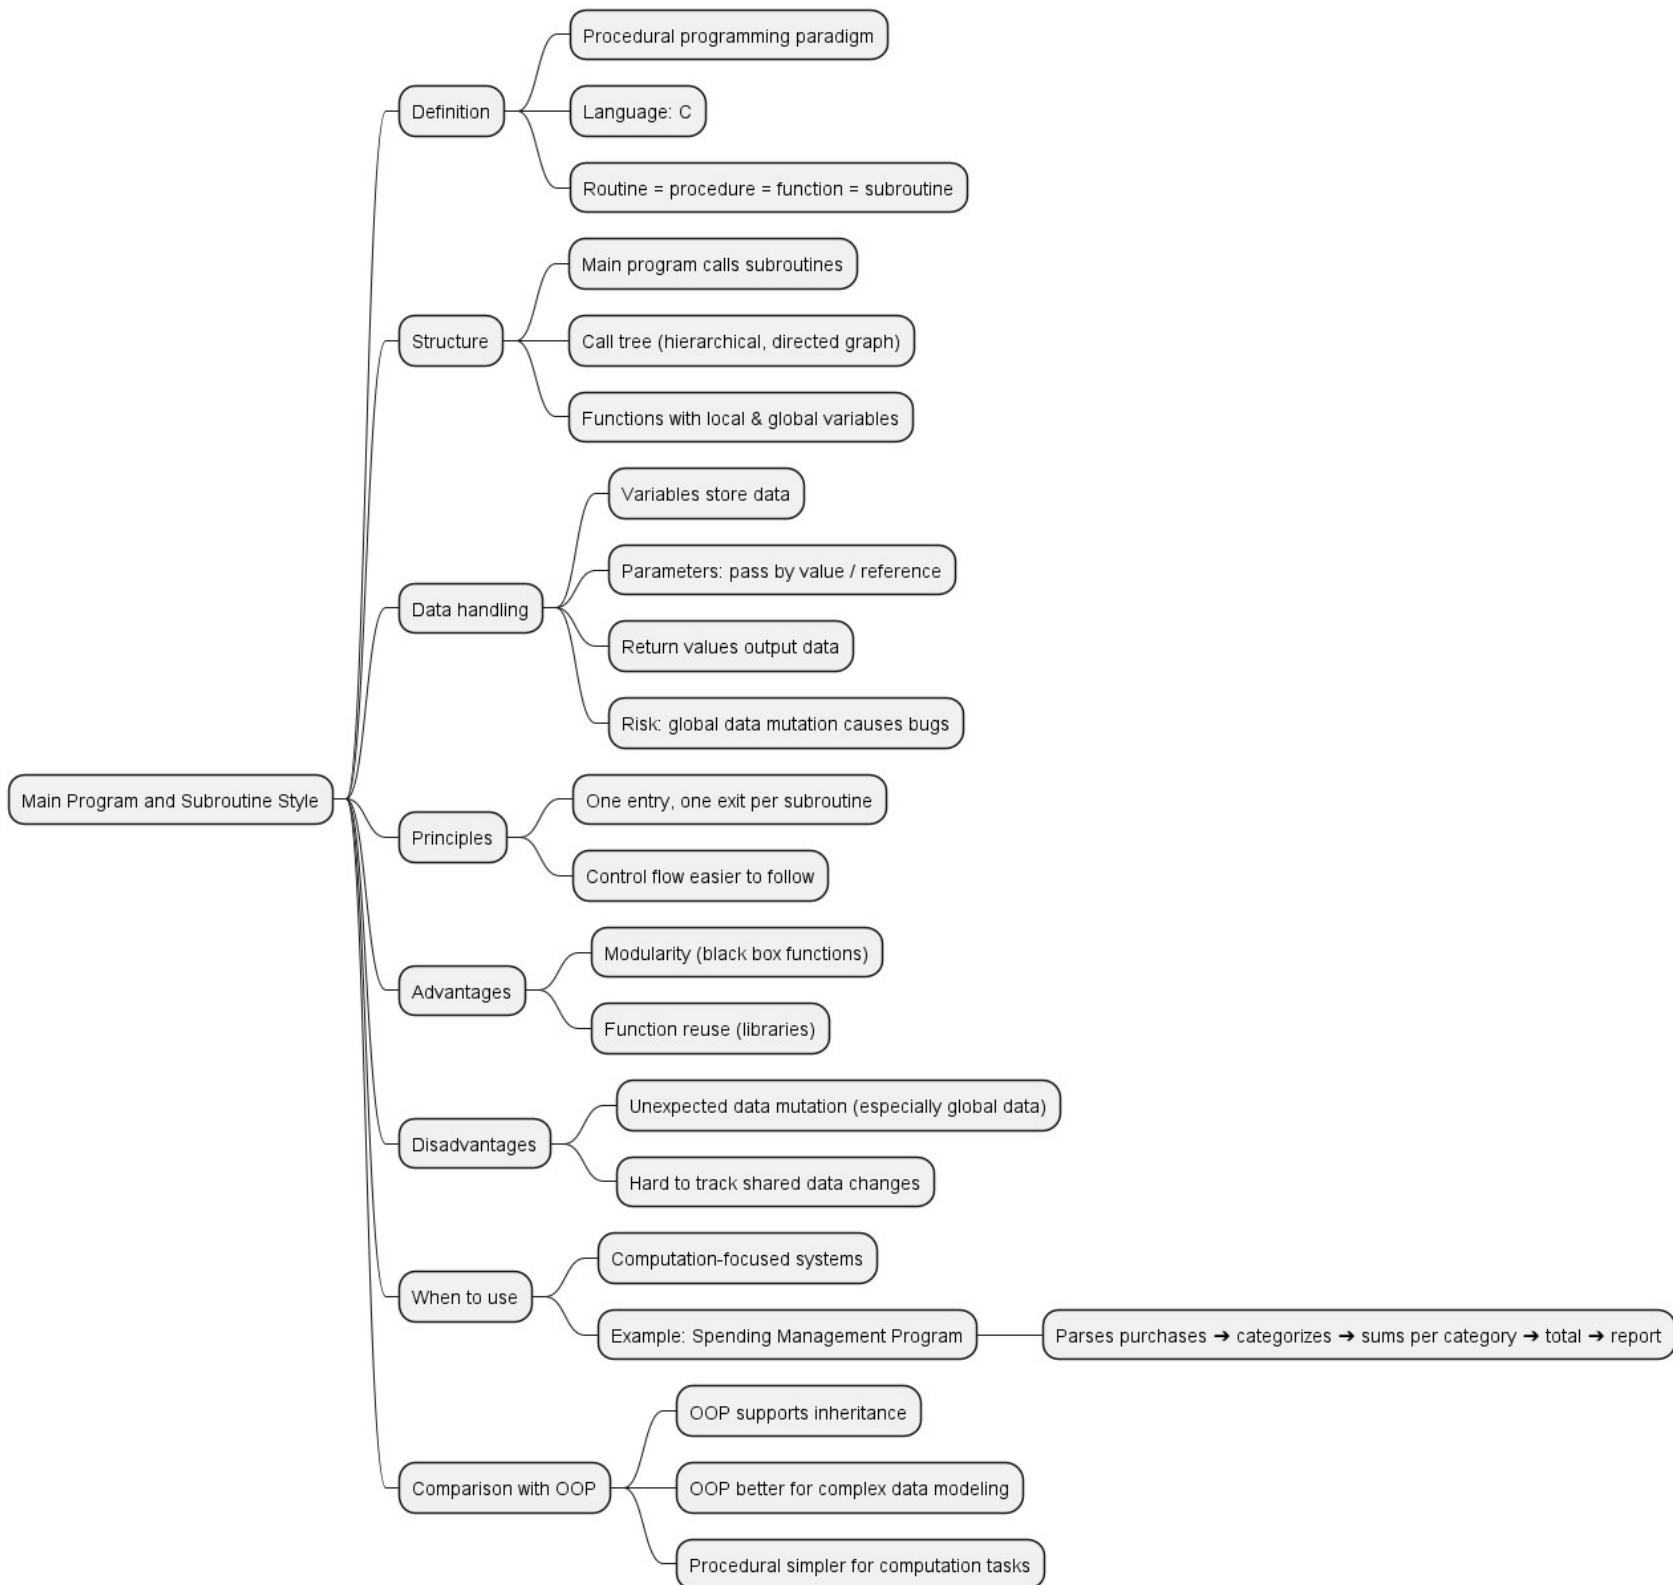 Procedural programming paradigm
Definition
Language: C
Routine = procedure = function = subroutine
Main program calls subroutines
Structure
Call tree (hierarchical, directed graph)
Functions with local & global variables
Variables store data
Parameters: pass by value / reference
Data handling
Return values output data
Risk: global data mutation causes bugs
Main Program and Subroutine Style
One entry, one exit per subroutine
Principles
Control flow easier to follow
Modularity (black box functions)
Advantages
Function reuse (libraries)
Unexpected data mutation (especially global data)
Disadvantages
Hard to track shared data changes
Computation-focused systems
When to use
Example: Spending Management Program
Parses purchases ➔ categorizes ➔ sums per category ➔ total ➔ report
OOP supports inheritance
Comparison with OOP
OOP better for complex data modeling
Procedural simpler for computation tasks